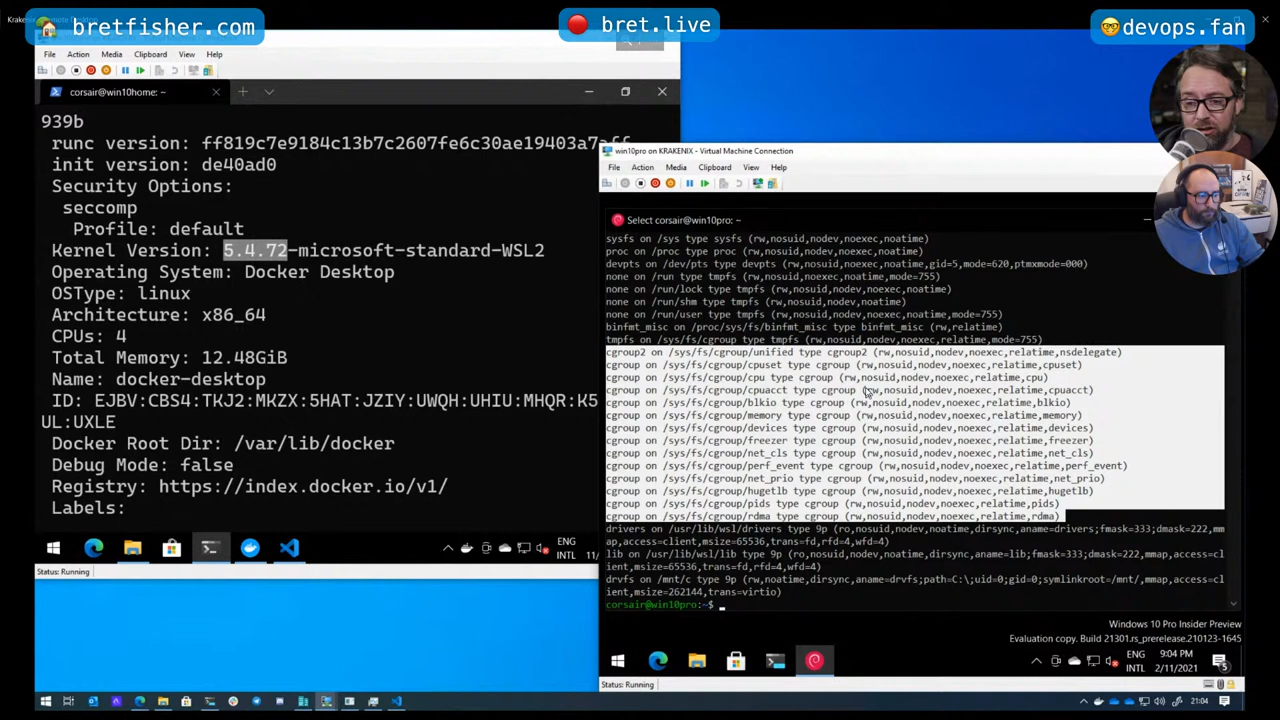 bretfisher.com
bret.live
devops.fan
File Action Media Clipboard View Help
corsair@win10home: ~
939b
runc version: ff819c7e9184c13b7c2607fe6c30ae19403a7aff
init version: de40ad0
Security Options:
seccomp
Profile: default
Kernel Version: 5.4.72-microsoft-standard-WSL2
Operating System: Docker Desktop
OSType: linux
Architecture: x86_64
CPUs: 4
Total Memory: 12.48GiB
Name: docker-desktop
ID: EJBV:CBS4:TKJ2:MKZX:5HAT:JZIY:UWQH:UHIU:MHQR:K5
UL:UXLE
Docker Root Dir: /var/lib/docker
Debug Mode: false
Registry: https://index.docker.io/v1/
Labels:
ENG
INTL
11/
Status: Running
win10pro on KRAKENIX - Virtual Machine Connection
File Action Media Clipboard View Help
Select corsair@win10pro: ~
sysfs on /sys type sysfs (rw,nosuid,nodev,noexec,noatime)
proc on /proc type proc (rw,nosuid,nodev,noexec,noatime)
devpts on /dev/pts type devpts (rw,nosuid,noexec,noatime,gid=5,mode=620,ptmxmode=000)
none on /run type tmpfs (rw,nosuid,noexec,noatime,mode=755)
none on /run/lock type tmpfs (rw,nosuid,nodev,noexec,noatime)
none on /run/shm type tmpfs (rw,nosuid,nodev,noatime)
none on /run/user type tmpfs (rw,nosuid,nodev,noexec,noatime,mode=755)
binfmt_misc on /proc/sys/fs/binfmt_misc type binfmt_misc (rw,relatime)
tmpfs on /sys/fs/cgroup type tmpfs (rw,nosuid,nodev,noexec,relatime,mode=755)
cgroup2 on /sys/fs/cgroup/unified type cgroup2 (rw,nosuid,nodev,noexec,relatime,nsdelegate)
cgroup on /sys/fs/cgroup/cpuset type cgroup (rw,nosuid,nodev,noexec,relatime,cpuset)
cgroup on /sys/fs/cgroup/cpu type cgroup (rw,nosuid,nodev,noexec,relatime,cpu)
cgroup on /sys/fs/cgroup/cpuacct type cgroup (rw,nosuid,nodev,noexec,relatime,cpuacct)
cgroup on /sys/fs/cgroup/blkio type cgroup (rw,nosuid,nodev,noexec,relatime,blkio)
cgroup on /sys/fs/cgroup/memory type cgroup (rw,nosuid,nodev,noexec,relatime,memory)
cgroup on /sys/fs/cgroup/devices type cgroup (rw,nosuid,nodev,noexec,relatime,devices)
cgroup on /sys/fs/cgroup/freezer type cgroup (rw,nosuid,nodev,noexec,relatime,freezer)
cgroup on /sys/fs/cgroup/net_cls type cgroup (rw,nosuid,nodev,noexec,relatime,net_cls)
cgroup on /sys/fs/cgroup/perf_event type cgroup (rw,nosuid,nodev,noexec,relatime,perf_event)
cgroup on /sys/fs/cgroup/net_prio type cgroup (rw,nosuid,nodev,noexec,relatime,net_prio)
cgroup on /sys/fs/cgroup/hugetlb type cgroup (rw,nosuid,nodev,noexec,relatime,hugetlb)
cgroup on /sys/fs/cgroup/pids type cgroup (rw,nosuid,nodev,noexec,relatime,pids)
cgroup on /sys/fs/cgroup/rdma type cgroup (rw,nosuid,nodev,noexec,relatime,rdma)
drivers on /usr/lib/wsl/drivers type 9p (ro,nosuid,nodev,noatime,dirsync,aname=drivers;fmask=333;dmask=222,mm
ap,access=client,msize=65536,trans=fd,rfd=4,wfd=4)
lib on /usr/lib/wsl/lib type 9p (ro,nosuid,nodev,noatime,dirsync,aname=lib;fmask=333;dmask=222,mmap,access=cl
ient,msize=65536,trans=fd,rfd=4,wfd=4)
drvfs on /mnt/c type 9p (rw,noatime,dirsync,aname=drvfs;path=C:\;uid=0;gid=0;symlinkroot=/mnt/,mmap,access=cl
ient,msize=262144,trans=virtio)
corsair@win10pro:~$
Windows 10 Pro Insider Preview
Evaluation copy. Build 21301.rs_prerelease.210123-1645
ENG
INTL
9:04 PM
2/11/2021
5
Status: Running
21:04